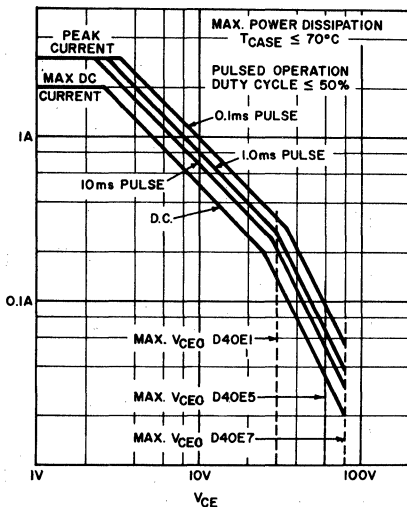 MAX. POWER DISSIPATION
TCASE ≤ 70°C
PULSED OPERATION
DUTY CYCLE ≤ 50%
PEAK
CURRENT
MAX DC
CURRENT
0.1ms PULSE
1A
1.0ms PULSE
10ms PULSE
D.C.
0.1A
MAX. VCEO D40E1
MAX. VCEO D40E5
MAX. VCEO D40E7
1V
10V
100V
VCE